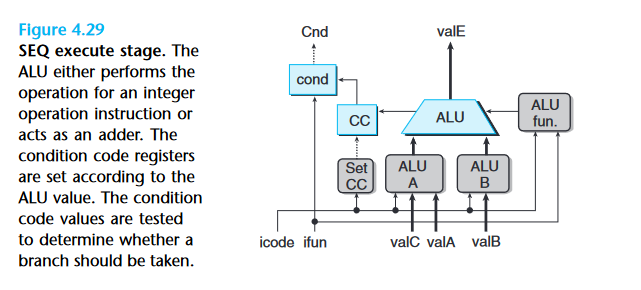 Figure 4.29
SEQ execute stage. The
ALU either performs the
operation for an integer
operation instruction or
acts as an adder. The
condition code registers
are set according to the
ALU value. The condition
code values are tested
to determine whether a
branch should be taken.
Cnd
valE
cond
CC
ALU
ALU
fun.
Set
CC
ALU
A
ALU
B
icode ifun
valC valA valB